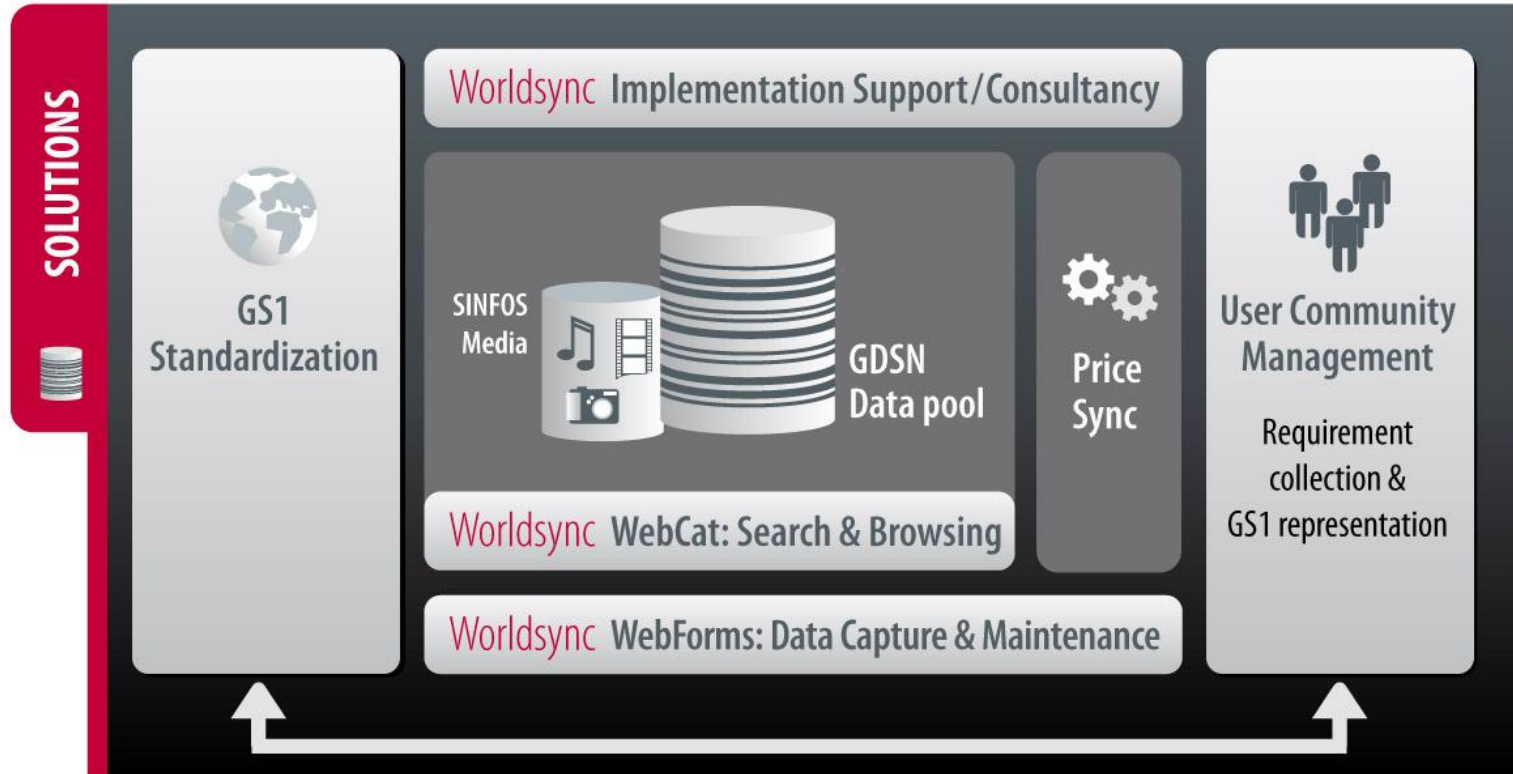 SOLUTIONS
GS1
Standardization
Worldsync Implementation Support/Consultancy
SINFOS
Media
GDSN
Data pool
Price
Sync
Worldsync WebCat: Search & Browsing
Worldsync WebForms: Data Capture & Maintenance
User Community
Management
Requirement
collection &
GS1 representation